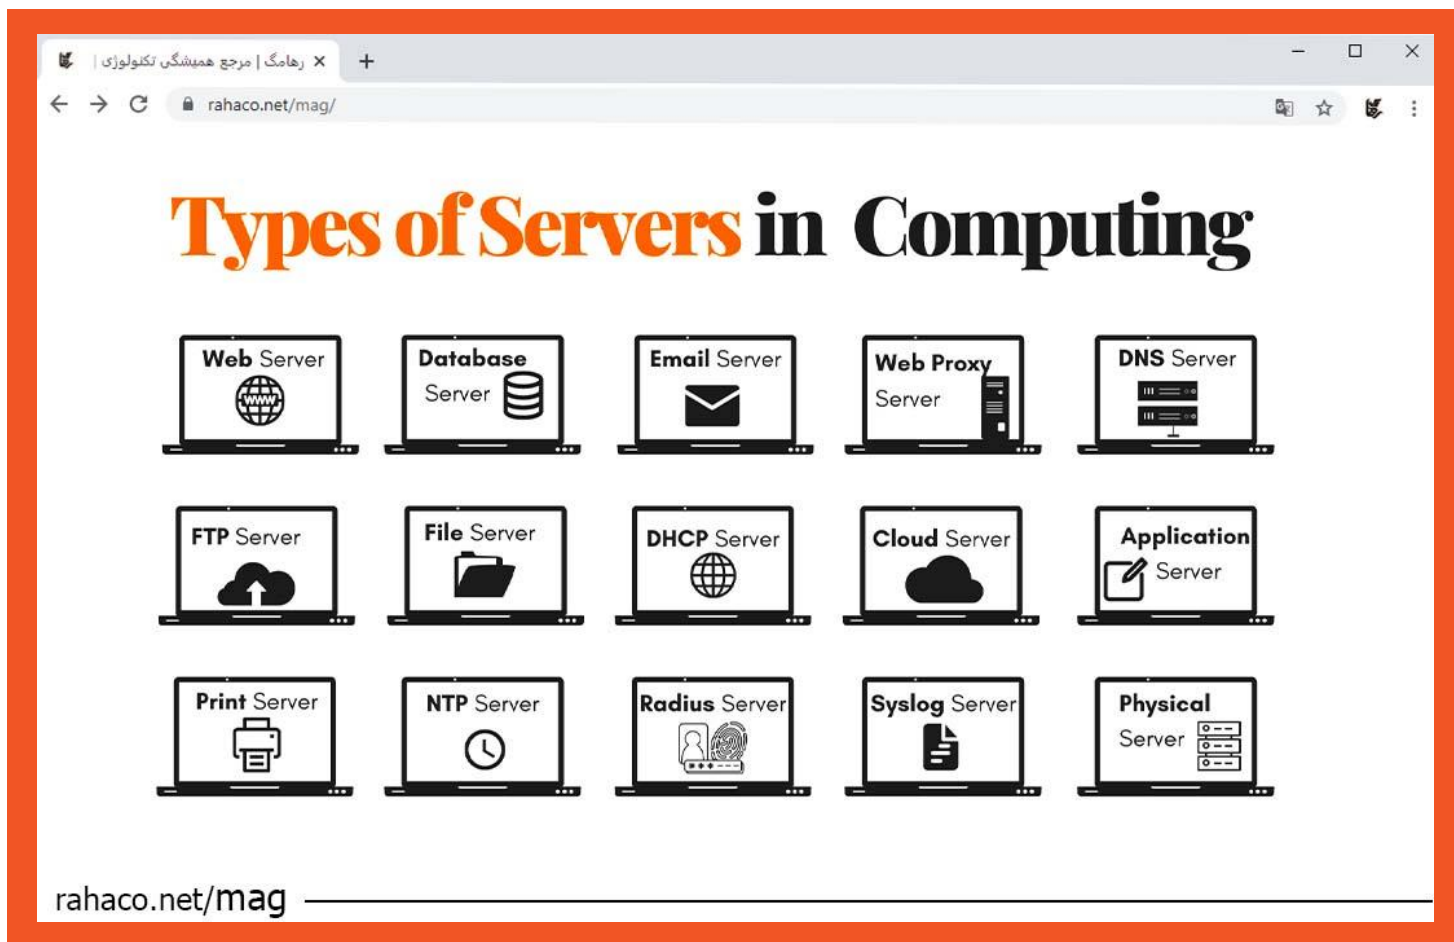 رهامگ | مرجع همیشگی تکنولوژی |
rahaco.net/mag/
Types of Servers in Computing
Web Server
www
Database
Server
Email Server
Web Proxy
Server
DNS Server
FTP Server
File Server
DHCP Server
Cloud Server
Application
Server
Print Server
NTP Server
Radius Server
Syslog Server
Physical
Server
rahaco.net/mag